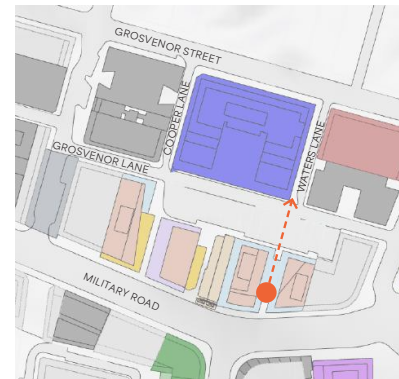 GROSVENOR STREET
COOPER LANE
WATERS LANE
GROSVENOR LANE
MILITARY ROAD